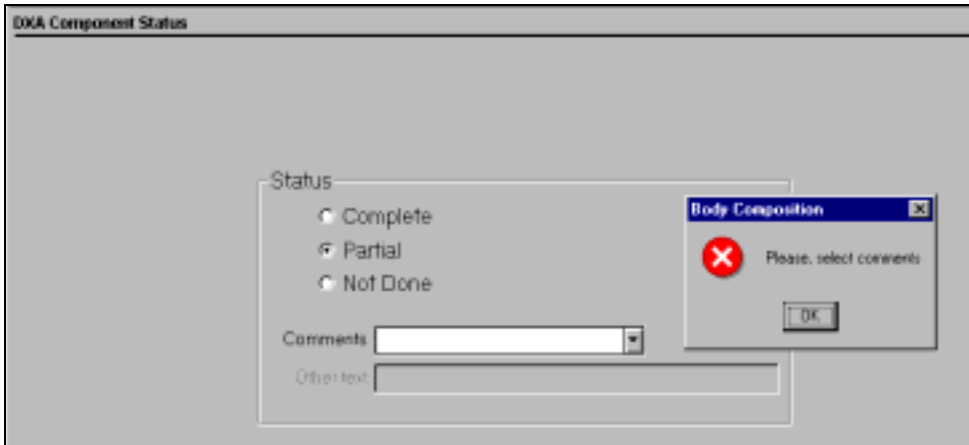 DXA Component Status
Status
Complete
Partial
Not Done
Comments
Other text
Body Composition
Please, select comments
OK